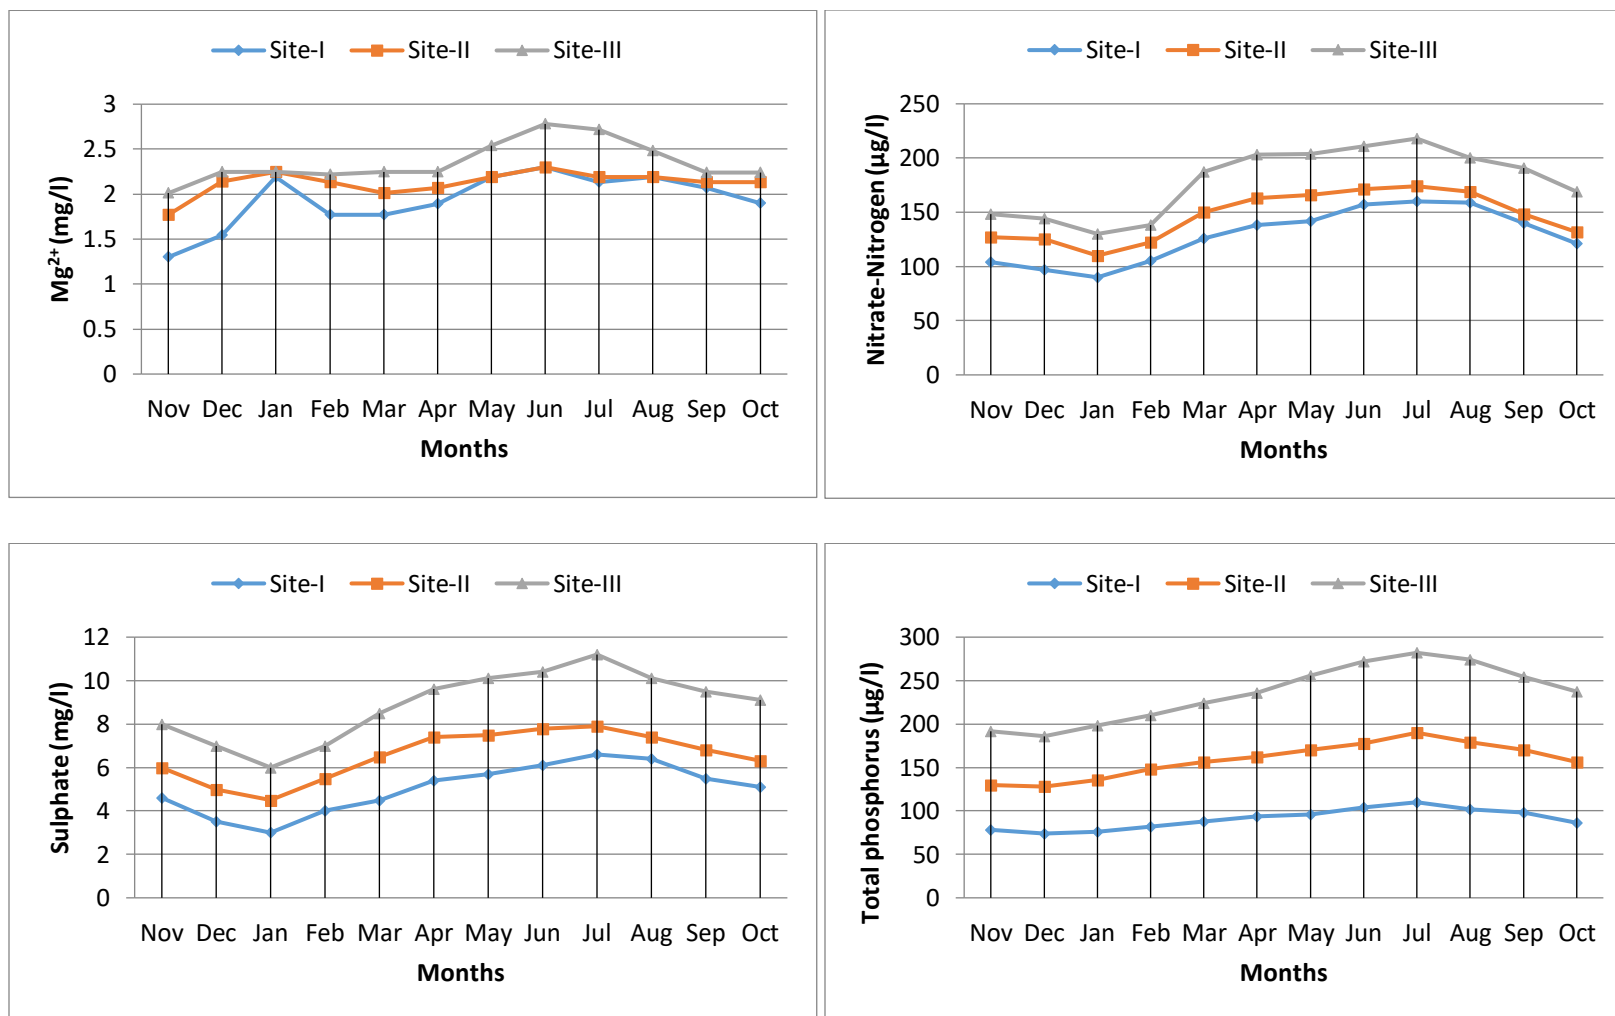 Site-I Site-II Site-III
3
2.5
2
1.5
1
0.5
0
Mg²⁺ (mg/l)
Nov Dec Jan Feb Mar Apr May Jun Jul Aug Sep Oct
Months
Site-I Site-II Site-III
250
200
150
100
50
0
Nitrate-Nitrogen (µg/l)
Nov Dec Jan Feb Mar Apr May Jun Jul Aug Sep Oct
Months
Site-I Site-II Site-III
12
10
8
6
4
2
0
Sulphate (mg/l)
Nov Dec Jan Feb Mar Apr May Jun Jul Aug Sep Oct
Months
Site-I Site-II Site-III
300
250
200
150
100
50
0
Total phosphorus (µg/l)
Nov Dec Jan Feb Mar Apr May Jun Jul Aug Sep Oct
Months